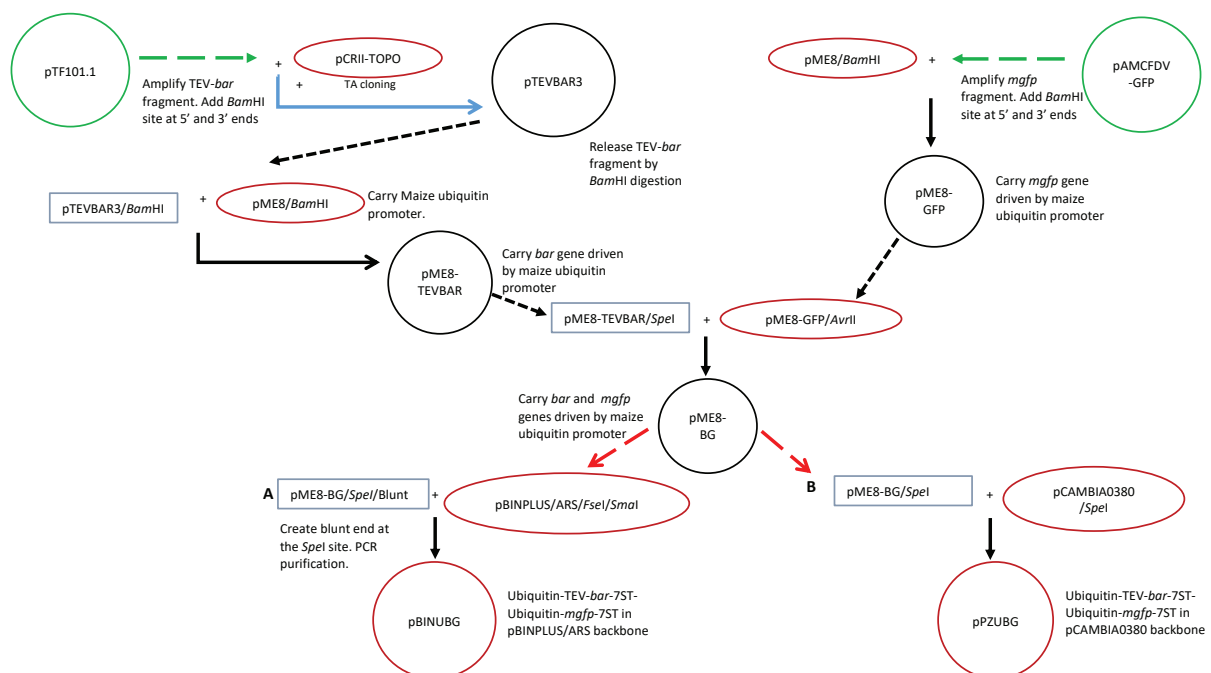 pTF101.1
Amplify TEV-bar
fragment. Add BamHI
site at 5' and 3' ends
+
pCRII-TOPO
+
TA cloning
pTEVBAR3
Release TEV-bar
fragment by
BamHI digestion
pME8/BamHI
+
Amplify mgfp
fragment. Add BamHI
site at 5' and 3' ends
pAMCFDV
-GFP
pTEVBAR3/BamHI
+
pME8/BamHI
Carry Maize ubiquitin
promoter.
pME8-
GFP
Carry mgfp gene
driven by maize
ubiquitin promoter
pME8-
TEVBAR
Carry bar gene driven
by maize ubiquitin
promoter
pME8-TEVBAR/SpeI
+
pME8-GFP/AvrII
Carry bar and mgfp
genes driven by maize
ubiquitin promoter
pME8-
BG
A
pME8-BG/SpeI/Blunt
+
pBINPLUS/ARS/FseI/SmaI
Create blunt end at
the SpeI site. PCR
purification.
B
pME8-BG/SpeI
+
pCAMBIA0380
/SpeI
pBINUBG
Ubiquitin-TEV-bar-7ST-
Ubiquitin-mgfp-7ST in
pBINPLUS/ARS backbone
pPZUBG
Ubiquitin-TEV-bar-7ST-
Ubiquitin-mgfp-7ST in
pCAMBIA0380 backbone